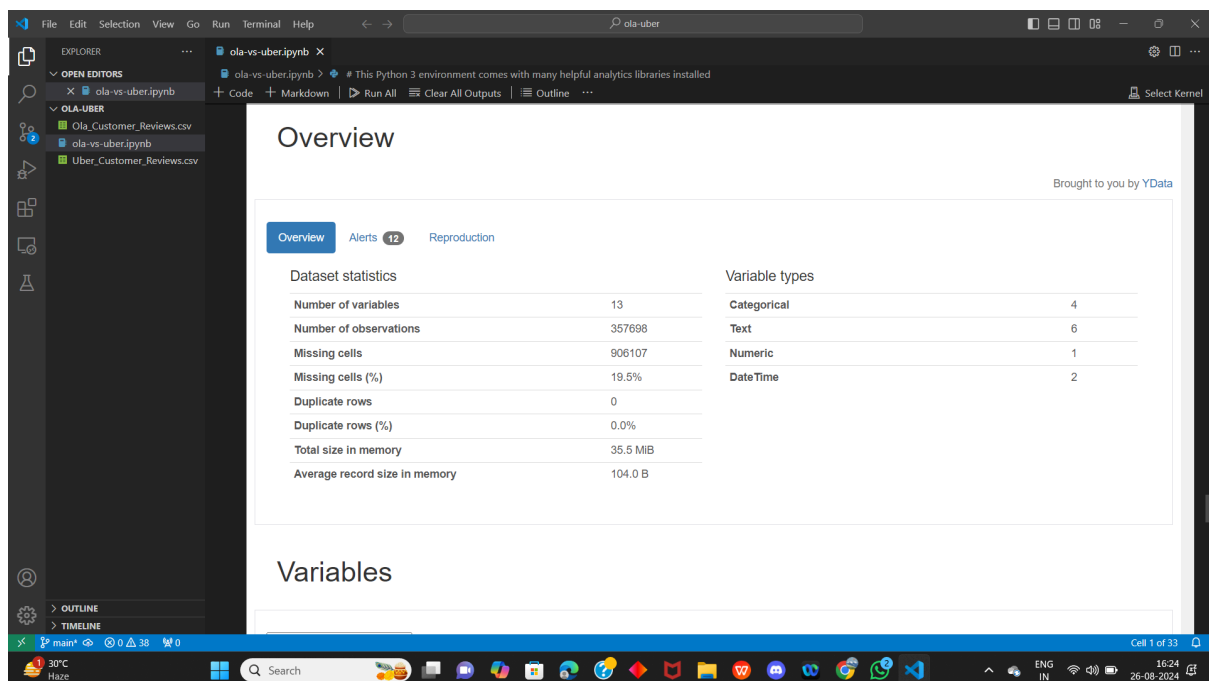 File Edit Selection View Go Run Terminal Help
ola-uber
EXPLORER
ola-vs-uber.ipynb
OPEN EDITORS
ola-vs-uber.ipynb
OLA-UBER
Ola_Customer_Reviews.csv
ola-vs-uber.ipynb
Uber_Customer_Reviews.csv
2
OUTLINE
TIMELINE
ola-vs-uber.ipynb > # This Python 3 environment comes with many helpful analytics libraries installed
+ Code + Markdown | Run All Clear All Outputs | Outline ...
Select Kernel
Overview
Brought to you by YData
Overview Alerts 12 Reproduction
Dataset statistics
Number of variables 13
Number of observations 357698
Missing cells 906107
Missing cells (%) 19.5%
Duplicate rows 0
Duplicate rows (%) 0.0%
Total size in memory 35.5 MiB
Average record size in memory 104.0 B
Variable types
Categorical 4
Text 6
Numeric 1
DateTime 2
Variables
main* 0 38 0
Cell 1 of 33
1
30°C
Haze
Search
ENG
IN
16:24
26-08-2024